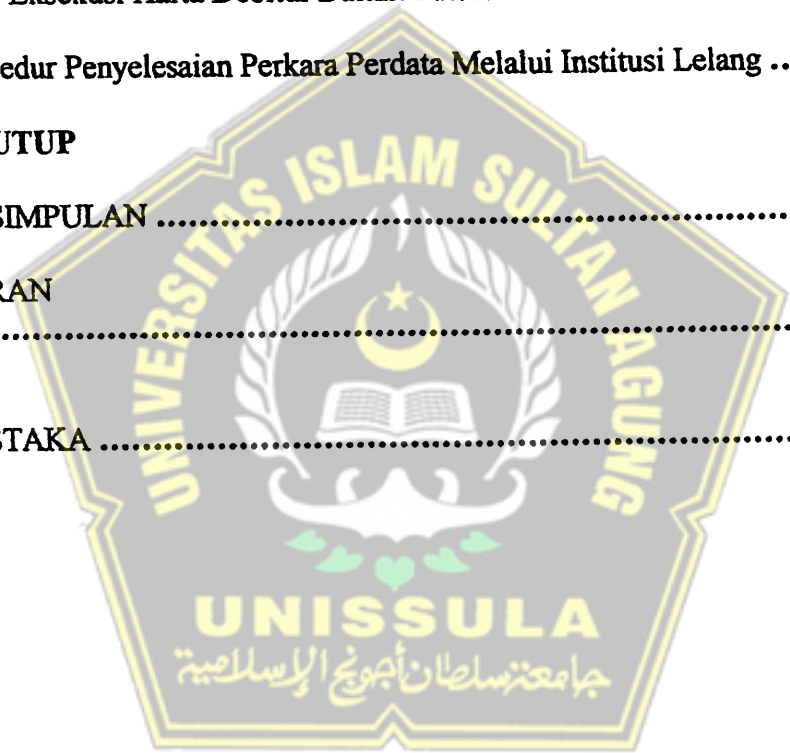 Eksekusi Harta Debitur Dalam
edur Penyelesaian Perkara Perdata Melalui Institusi Lelang ..
UTUP
SIMPULAN ................................................................
RAN
................................................................................
STAKA ......................................................................
UNIVERSITAS ISLAM SULTAN AGUNG
UNISSULA
جامعة سلطان أجونج الإسلامية